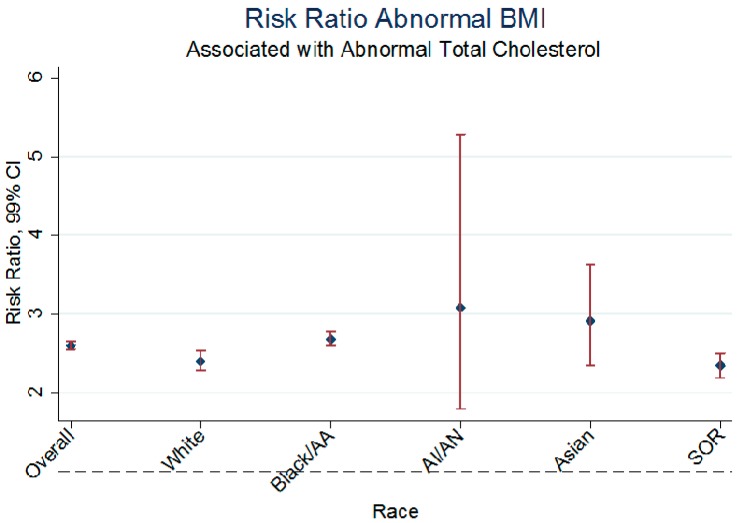 Risk Ratio Abnormal BMI
Associated with Abnormal Total Cholesterol
Risk Ratio, 99% CI
6
5
4
3
2
Overall
White
Black/AA
AI/AN
Asian
SOR
Race